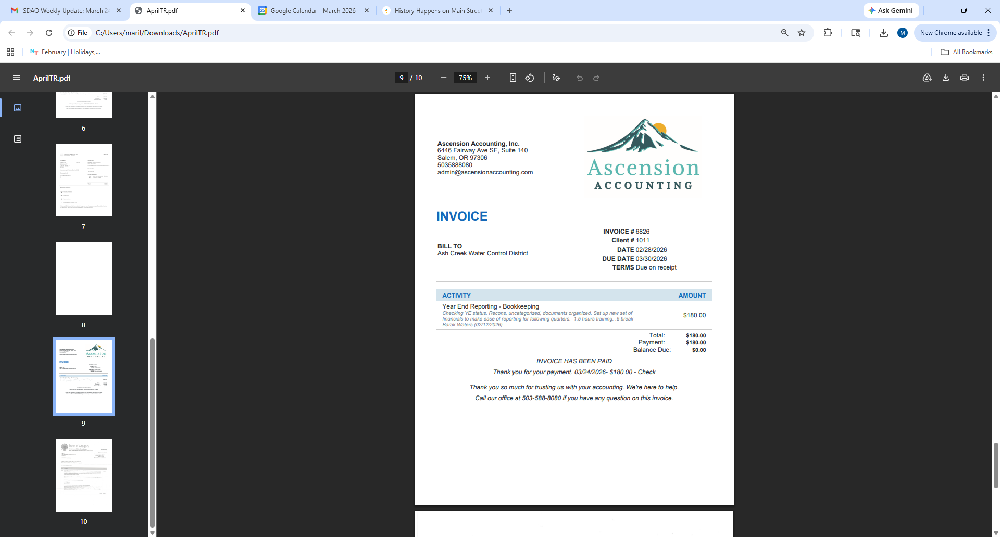 SDAO Weekly Update: March 24
AprilTR.pdf
Google Calendar - March 2026
History Happens on Main Stree
Ask Gemini
File
C:/Users/maril/Downloads/AprilTR.pdf
M
New Chrome available
February | Holidays,...
All Bookmarks
AprilTR.pdf
9 / 10
75%
6
7
8
9
10
Ascension Accounting, Inc.
6446 Fairway Ave SE, Suite 140
Salem, OR 97306
5035888080
admin@ascensionaccounting.com
Ascension
ACCOUNTING
INVOICE
INVOICE # 6826
Client # 1011
DATE 02/28/2026
DUE DATE 03/30/2026
TERMS Due on receipt
BILL TO
Ash Creek Water Control District
ACTIVITY AMOUNT
Year End Reporting - Bookkeeping
Checking YE status. Recons, uncategorized, documents organized. Set up new set of
financials to make ease of reporting for following quarters. -1.5 hours training. .5 break -
Barak Waters (02/12/2026)
$180.00
Total: $180.00
Payment: $180.00
Balance Due: $0.00
INVOICE HAS BEEN PAID
Thank you for your payment. 03/24/2026- $180.00 - Check
Thank you so much for trusting us with your accounting. We're here to help.
Call our office at 503-588-8080 if you have any question on this invoice.